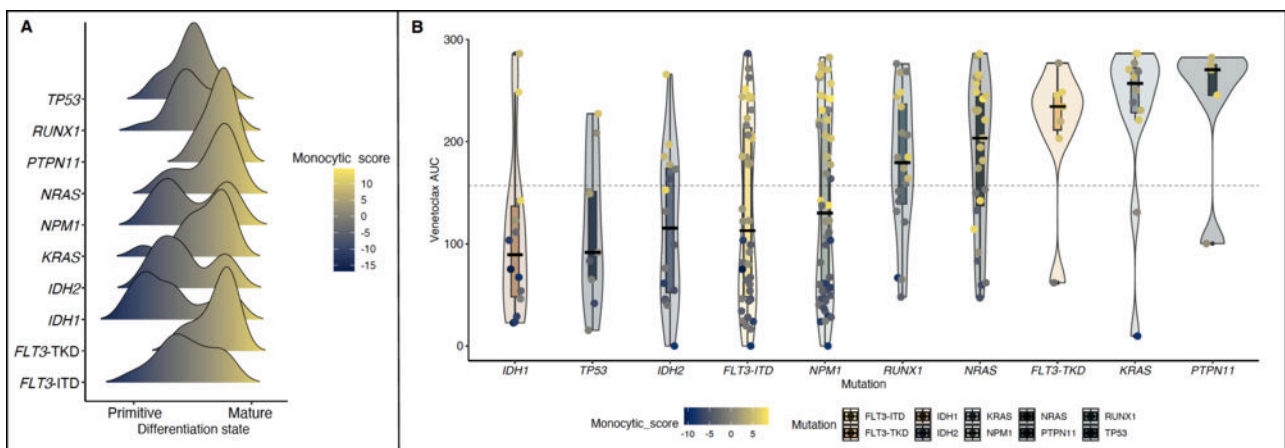 A
TP53
RUNX1
PTPN11
NRAS
NPM1
KRAS
IDH2
IDH1
FLT3-TKD
FLT3-ITD
Primitive
Mature
Differentiation state
Monocytic score
10
5
0
-5
-10
-15
B
Venetoclax AUC
300
200
100
0
IDH1 TP53 IDH2 FLT3-ITD NPM1 RUNX1 NRAS FLT3-TKD KRAS PTPN11
Mutation
Monocytic_score
-10 -5 0 5
Mutation
FLT3-ITD IDH1 KRAS NRAS RUNX1
FLT3-TKD IDH2 NPM1 PTPN11 TP53